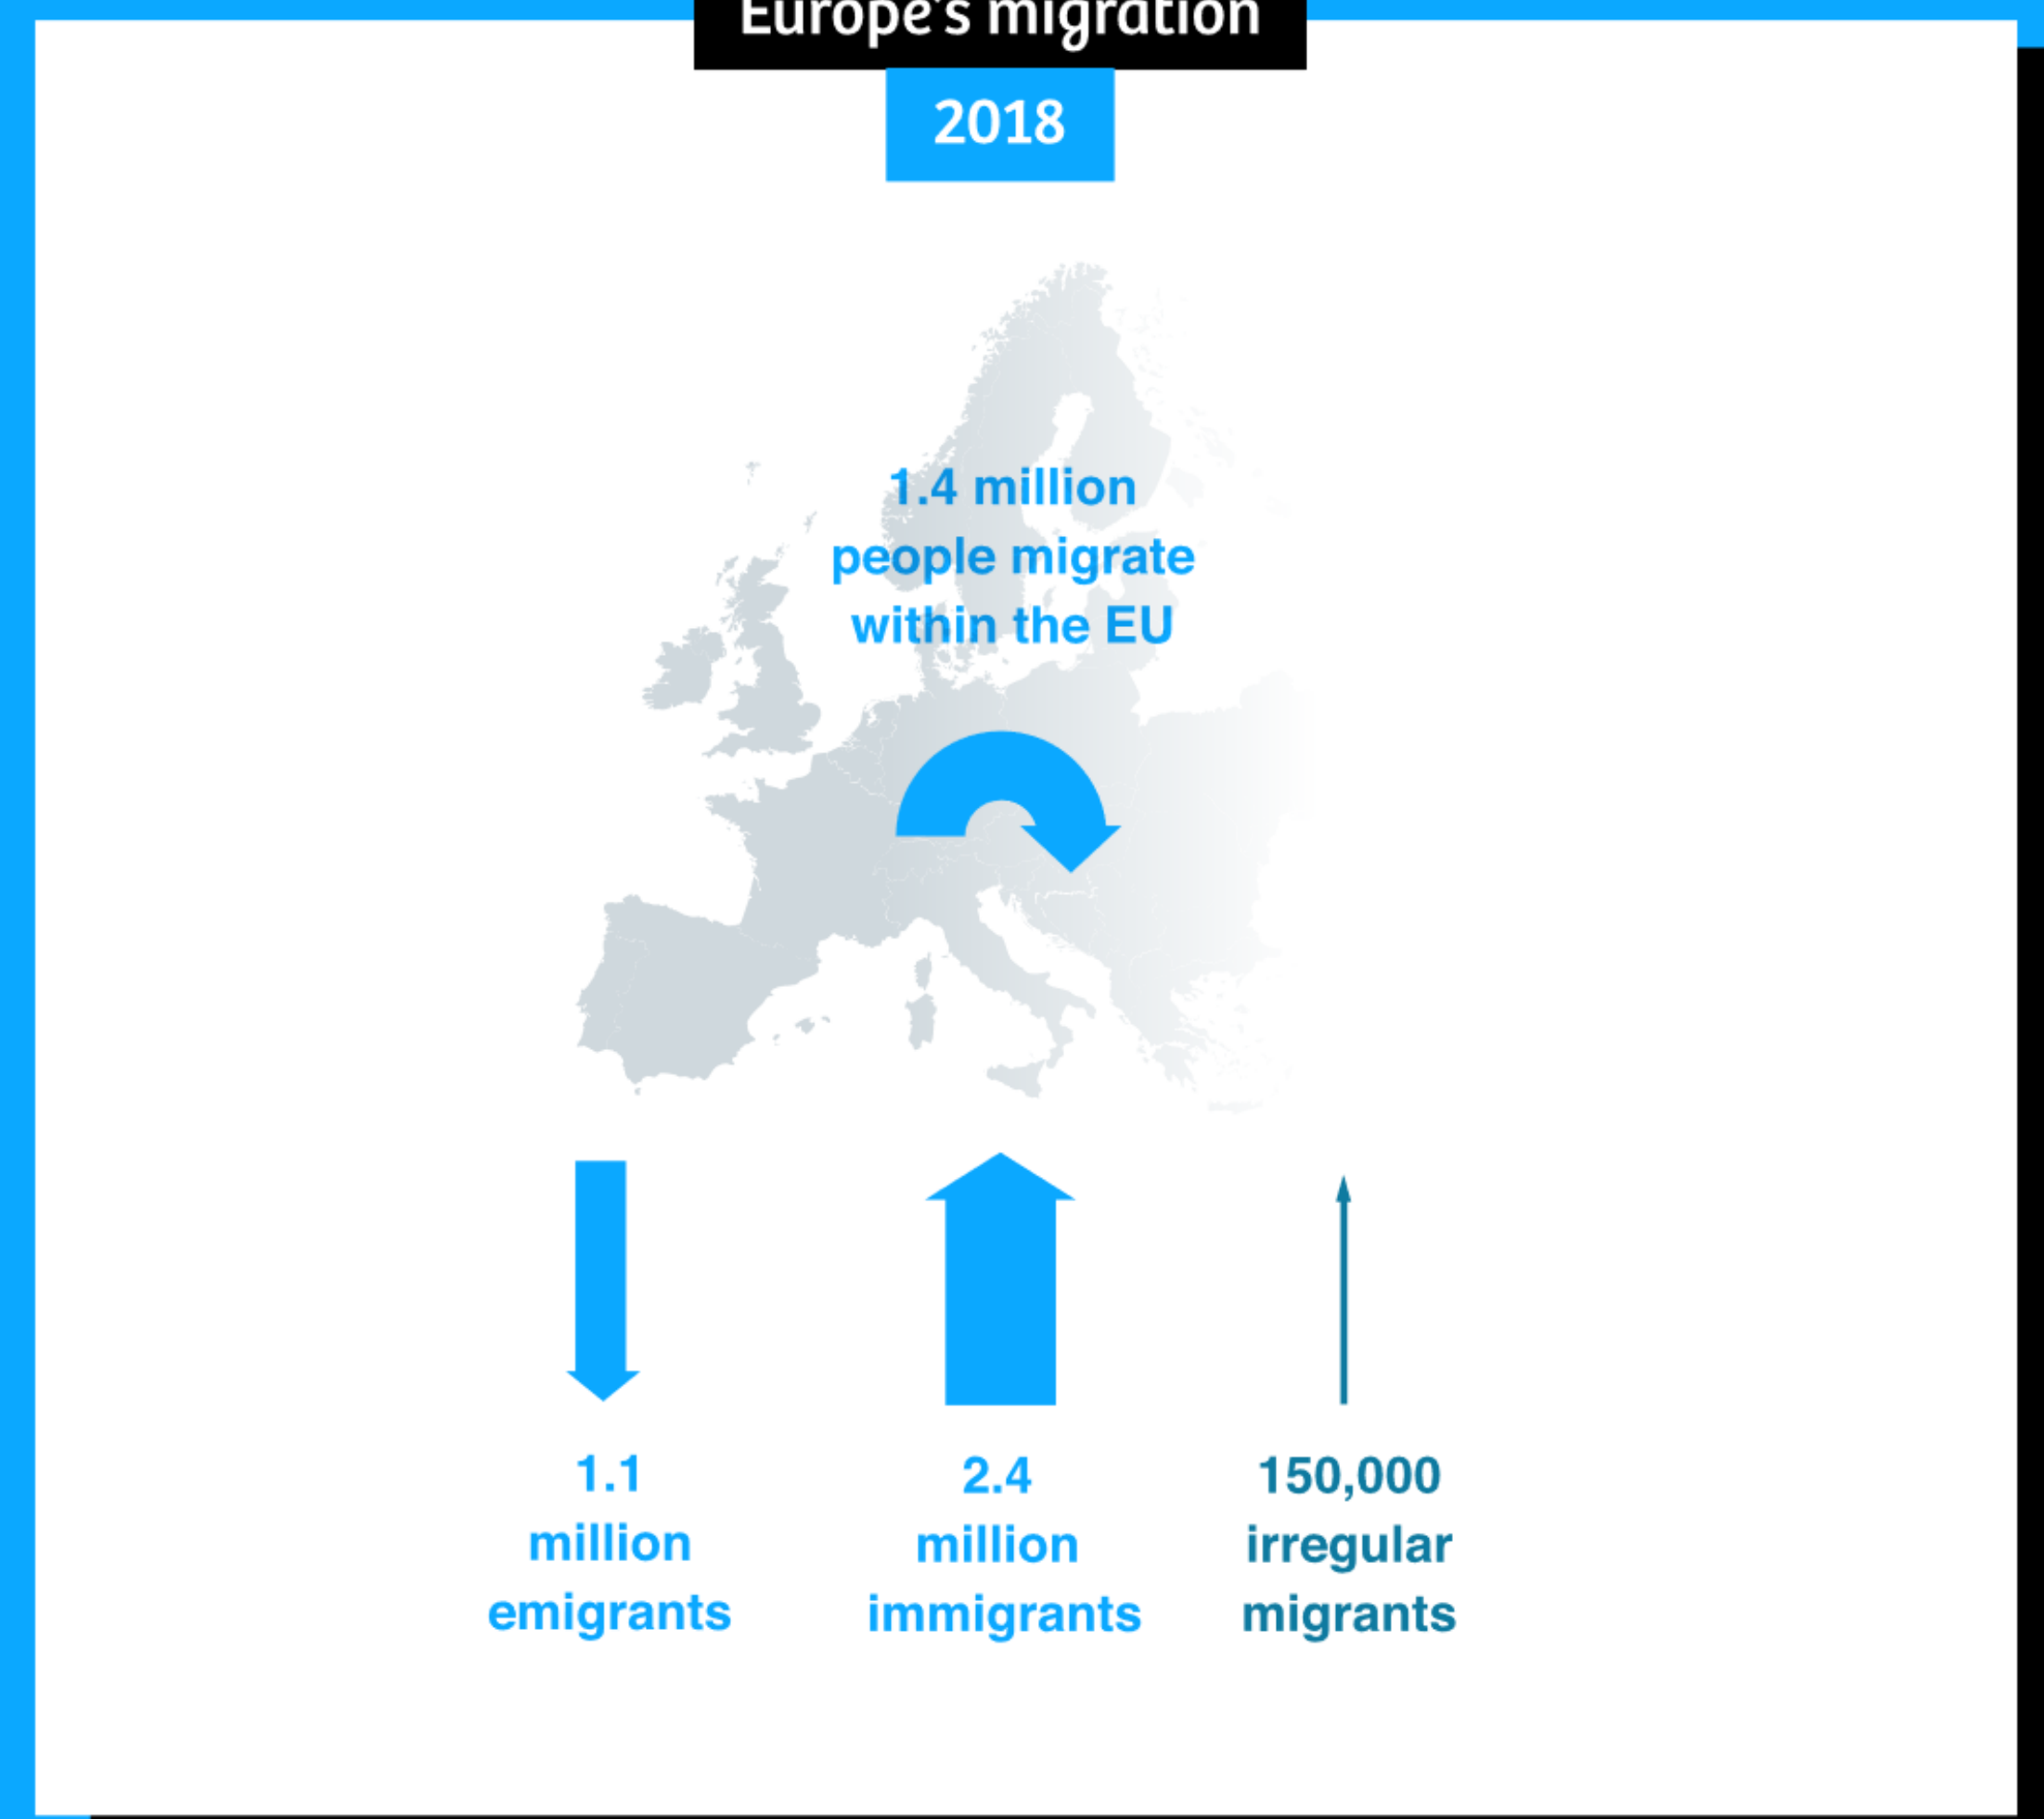 Europe's migration
2018
1.4 million
people migrate
within the EU
1.1
million
emigrants
2.4
million
immigrants
150,000
irregular
migrants